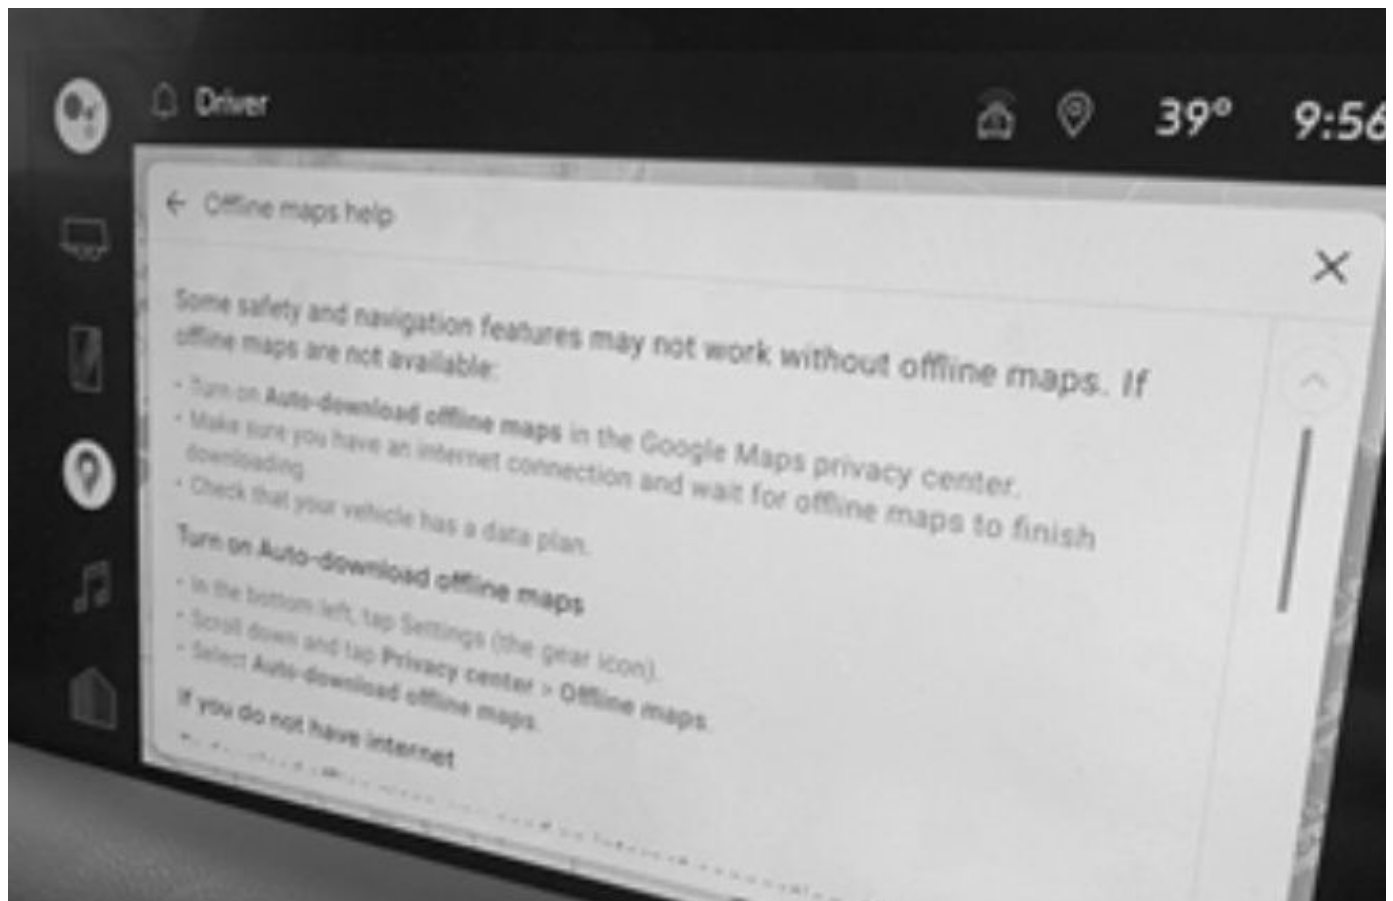 Driver
39° 9:56
Offline maps help
Some safety and navigation features may not work without offline maps. If
offline maps are not available:
• Turn on Auto-download offline maps in the Google Maps privacy center.
• Make sure you have an internet connection and wait for offline maps to finish
downloading.
• Check that your vehicle has a data plan.
Turn on Auto-download offline maps
• In the bottom left, tap Settings (the gear icon).
• Scroll down and tap Privacy center > Offline maps.
• Select Auto-download offline maps.
If you do not have internet